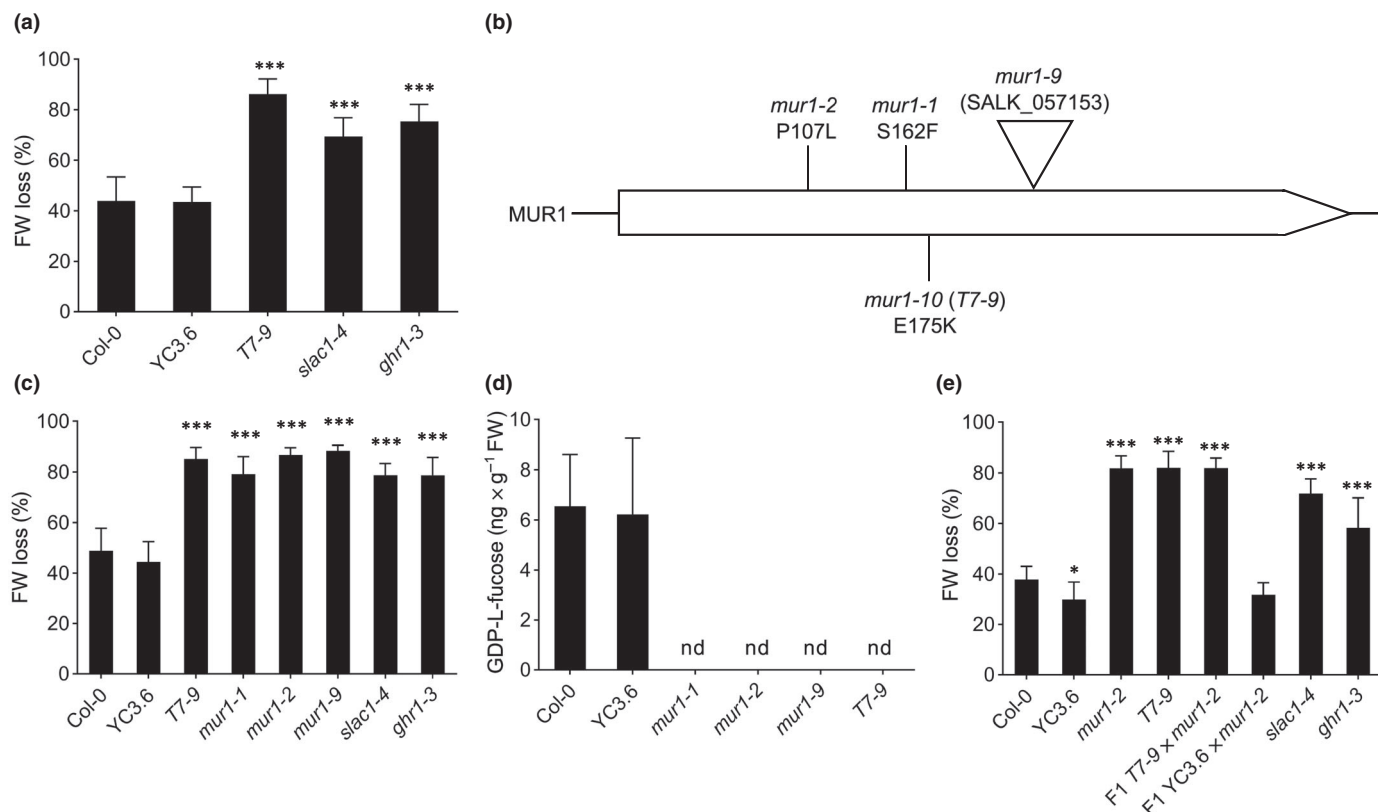 (a)
FW loss (%)
100
80
60
40
20
0
***
***
***
Col-0
YC3.6
T7-9
slac1-4
ghr1-3
(b)
mur1-2
P107L
mur1-1
S162F
mur1-9
(SALK_057153)
MUR1
mur1-10 (T7-9)
E175K
(c)
FW loss (%)
100
80
60
40
20
0
***
***
***
***
***
***
Col-0
YC3.6
T7-9
mur1-1
mur1-2
mur1-9
slac1-4
ghr1-3
(d)
GDP-L-fucose (ng × g⁻¹ FW)
10
8
6
4
2
0
nd
nd
nd
nd
Col-0
YC3.6
mur1-1
mur1-2
mur1-9
T7-9
(e)
FW loss (%)
100
80
60
40
20
0
*
***
***
***
***
***
Col-0
YC3.6
mur1-2
T7-9
F1 T7-9 × mur1-2
F1 YC3.6 × mur1-2
slac1-4
ghr1-3